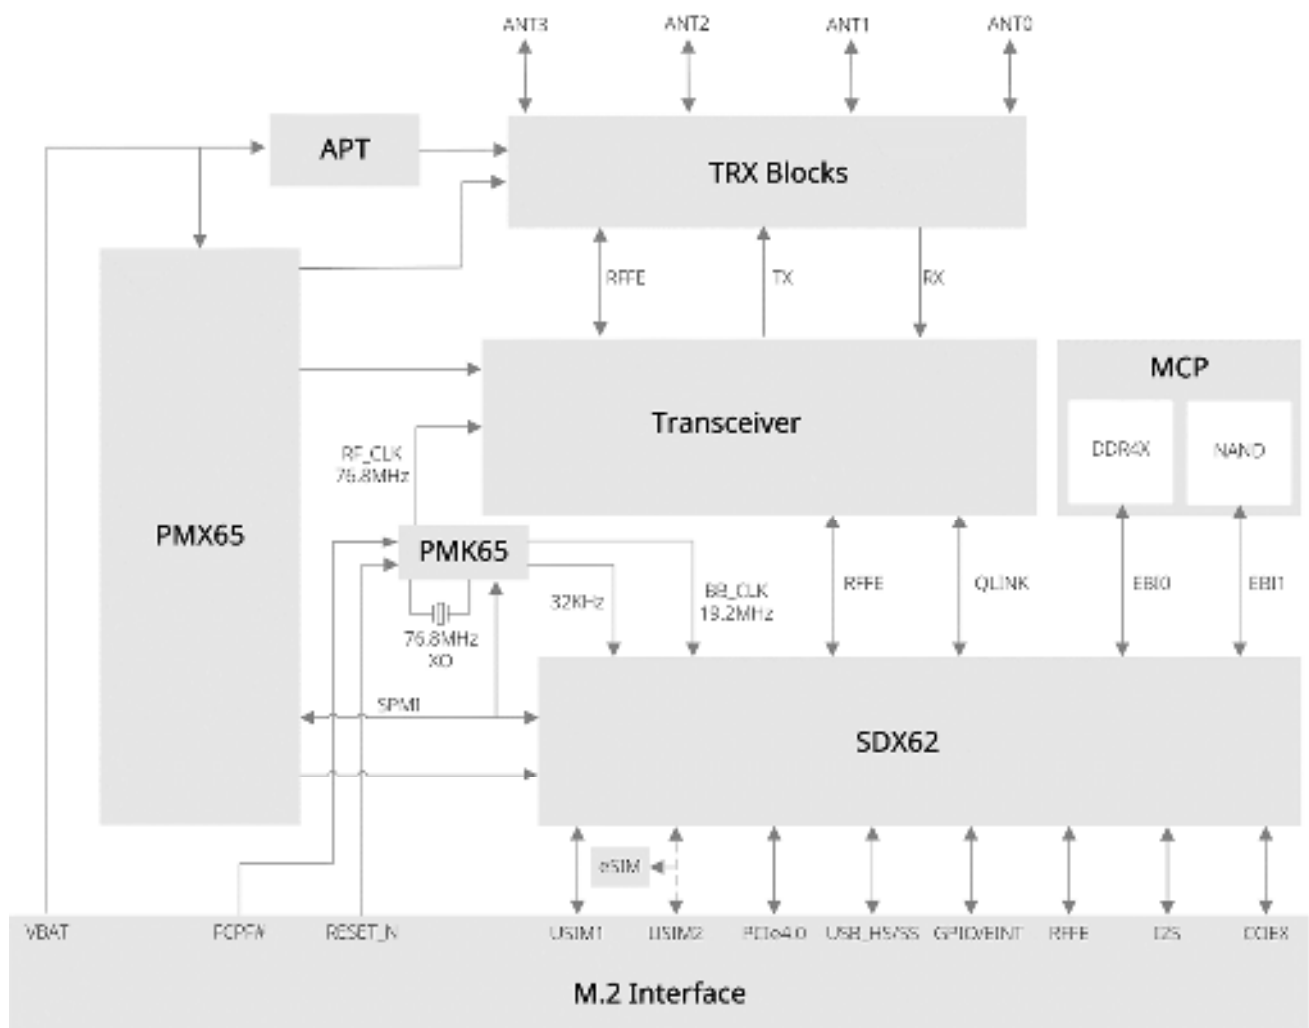 ANT3
ANT2
ANT1
ANT0
APT
TRX Blocks
RFFE
TX
RX
MCP
Transceiver
DDR4X
NAND
RF_CLK
76.8MHz
PMX65
PMK65
RFFE
QLINK
EBI0
EBI1
32KHz
BB_CLK
19.2MHz
76.8MHz
XO
SPMI
SDX62
eSIM
VBAT
FCPF#
RESET_N
USIM1
USIM2
PCIe4.0
USB_HS/SS
GPIO/EINT
RFFE
I2S
M.2 Interface